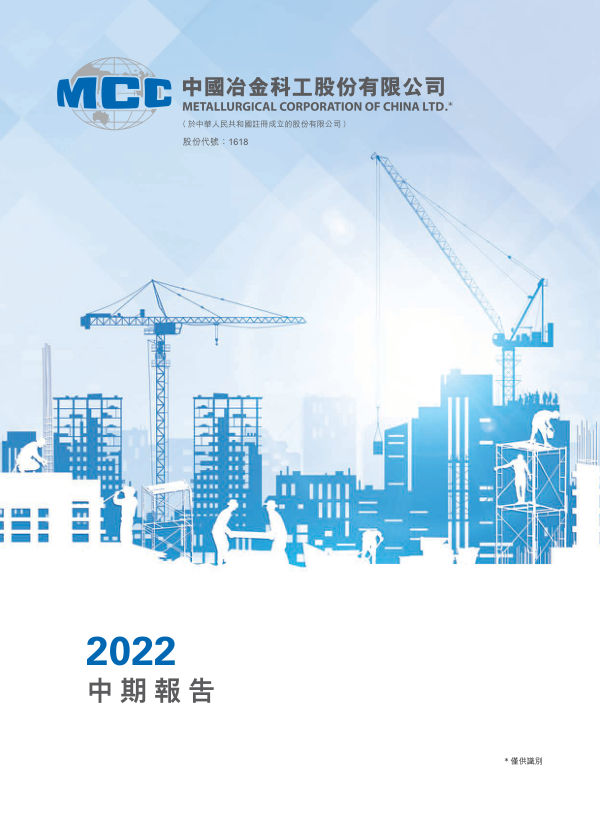 MCC
中國冶金科工股份有限公司
METALLURGICAL CORPORATION OF CHINA LTD.*
（於中華人民共和國註冊成立的股份有限公司）
股份代號：1618
2022
中期報告
* 僅供識別